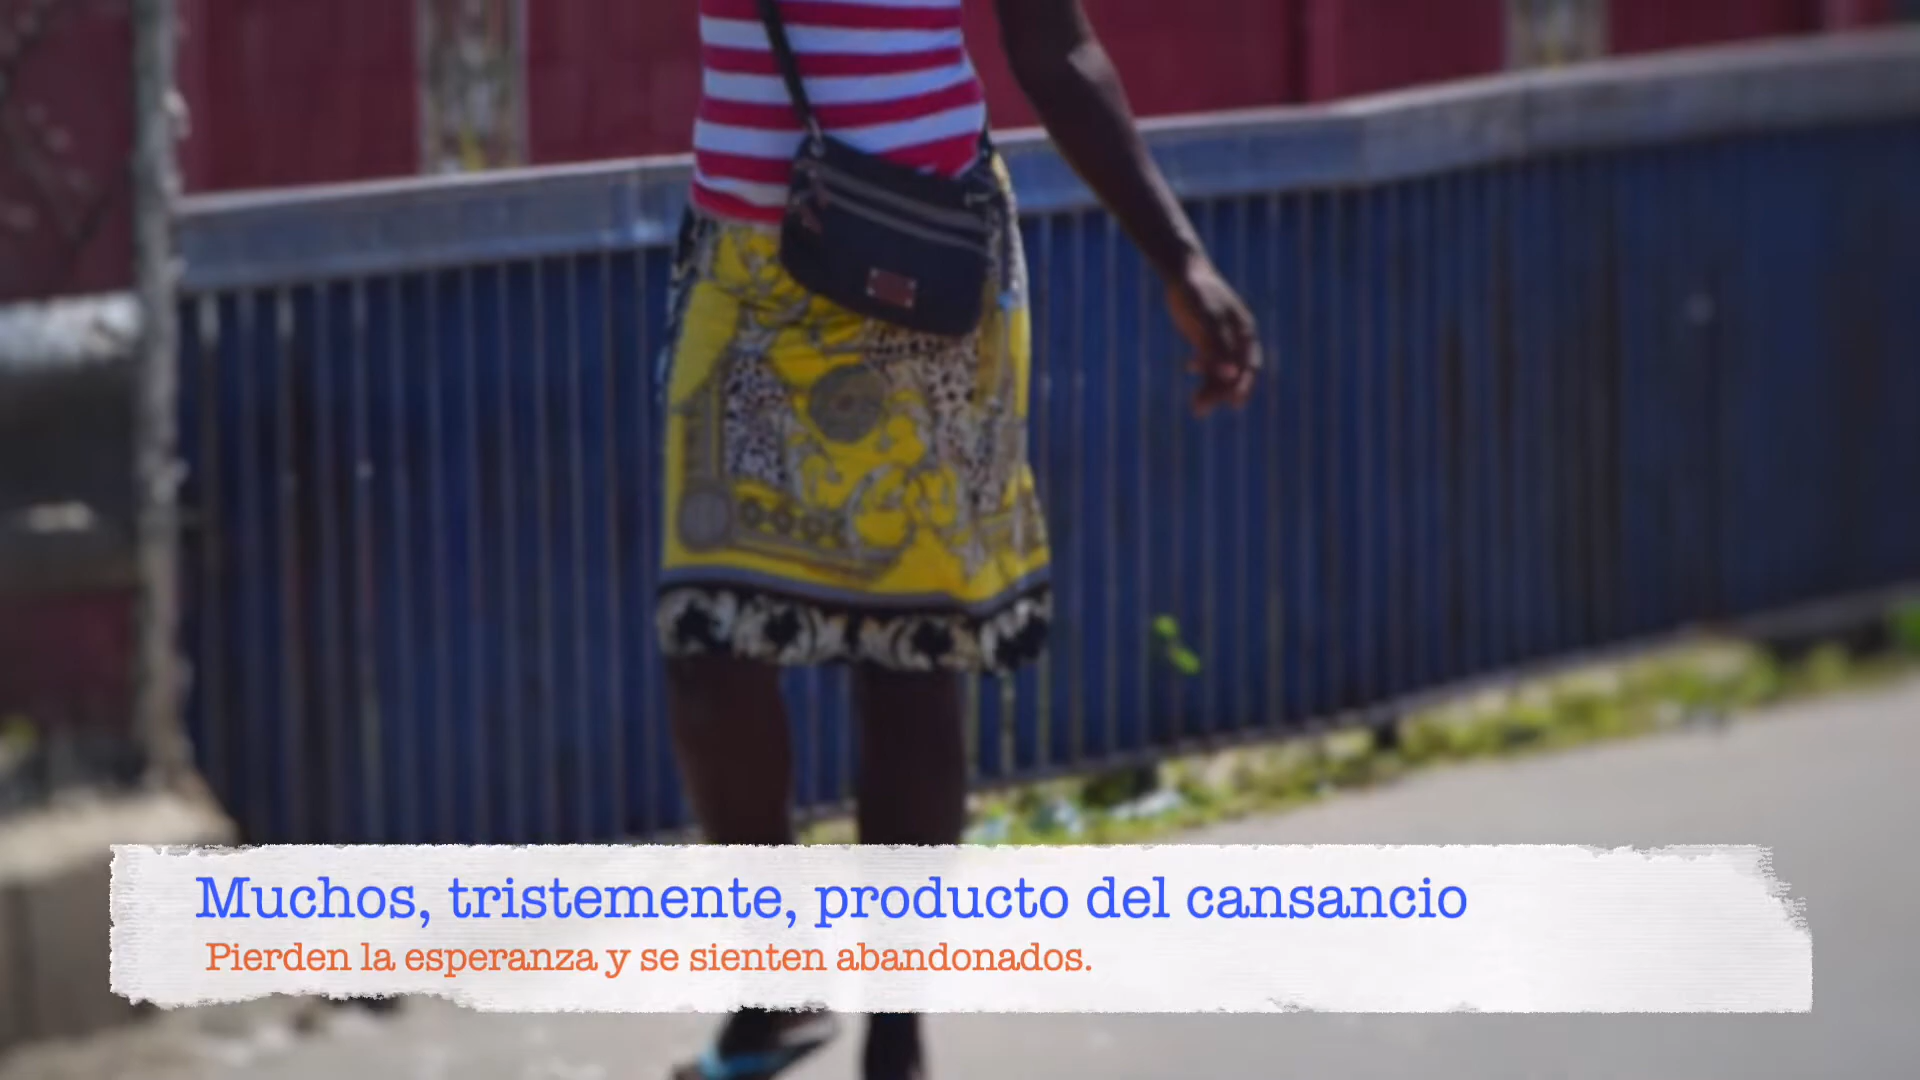 Muchos, tristemente, producto del cansancio
Pierden la esperanza y se sienten abandonados.